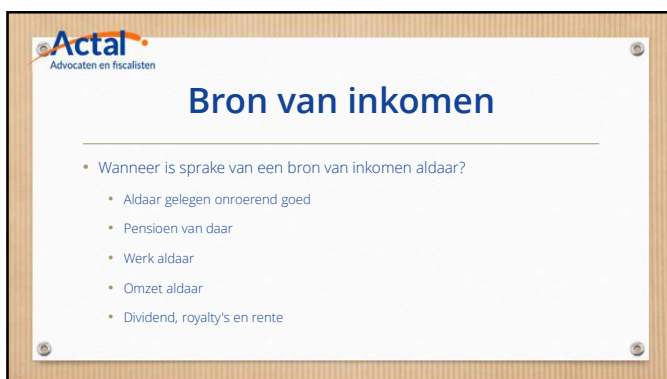 Actal
Advocaten en fiscalisten
Bron van inkomen
• Wanneer is sprake van een bron van inkomen aldaar?
• Aldaar gelegen onroerend goed
• Pensioen van daar
• Werk aldaar
• Omzet aldaar
• Dividend, royalty's en rente